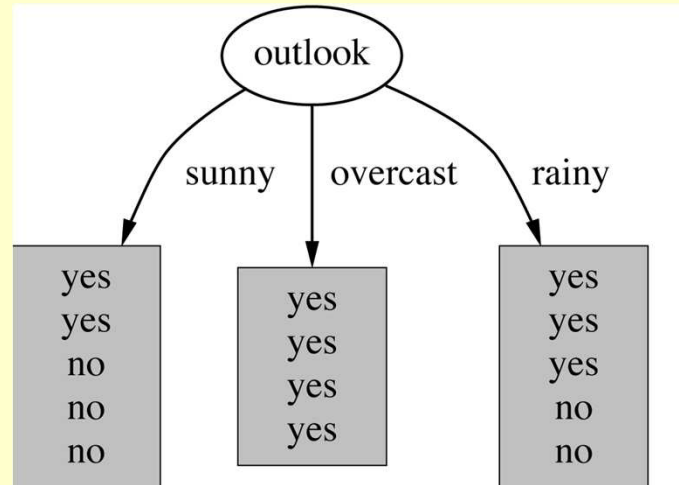 outlook
sunny
overcast
rainy
yes
yes
no
no
no
yes
yes
yes
yes
yes
yes
yes
no
no